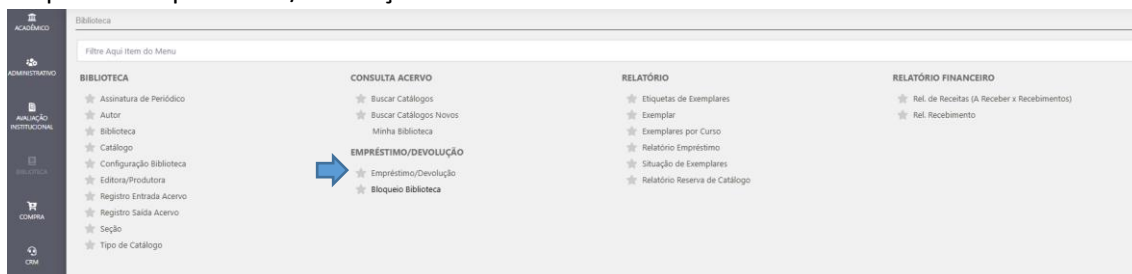 ACADÊMICO
ADMINISTRATIVO
AVALIAÇÃO
INSTITUCIONAL
BIBLIOTECA
COMPRA
CRM
Biblioteca
Filtre Aqui Item do Menu
BIBLIOTECA
Assinatura de Periódico
Autor
Biblioteca
Catálogo
Configuração Biblioteca
Editora/Produtora
Registro Entrada Acervo
Registro Saída Acervo
Seção
Tipo de Catálogo
CONSULTA ACERVO
Buscar Catálogos
Buscar Catálogos Novos
Minha Biblioteca
EMPRÉSTIMO/DEVOLUÇÃO
Empréstimo/Devolução
Bloqueio Biblioteca
RELATÓRIO
Etiquetas de Exemplares
Exemplar
Exemplares por Curso
Relatório Empréstimo
Situação de Exemplares
Relatório Reserva de Catálogo
RELATÓRIO FINANCEIRO
Rel. de Receitas (A Receber x Recebimentos)
Rel. Recebimento